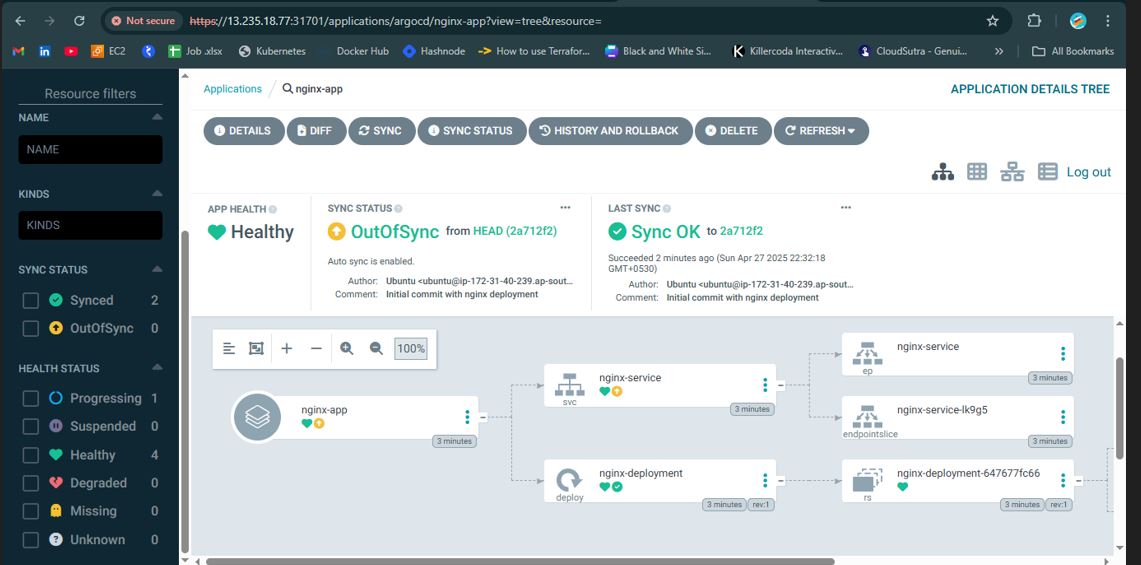 Not secure https://13.235.18.77:31701/applications/argocd/nginx-app?view=tree&resource=
EC2 Job .xlsx Kubernetes Docker Hub Hashnode How to use Terrafor... Black and White Si... Killercoda Interactiv... CloudSutra - Genui... » All Bookmarks
Resource filters
NAME
NAME
KINDS
KINDS
SYNC STATUS
Synced 2
OutOfSync 0
HEALTH STATUS
Progressing 1
Suspended 0
Healthy 4
Degraded 0
Missing 0
Unknown 0
Applications / nginx-app
APPLICATION DETAILS TREE
DETAILS DIFF SYNC SYNC STATUS HISTORY AND ROLLBACK DELETE REFRESH
Log out
APP HEALTH
Healthy
SYNC STATUS
OutOfSync from HEAD (2a712f2)
Auto sync is enabled.
Author: Ubuntu <ubuntu@ip-172-31-40-239.ap-sout...
Comment: Initial commit with nginx deployment
LAST SYNC
Sync OK to 2a712f2
Succeeded 2 minutes ago (Sun Apr 27 2025 22:32:18
GMT+0530)
Author: Ubuntu <ubuntu@ip-172-31-40-239.ap-sout...
Comment: Initial commit with nginx deployment
100%
nginx-app
3 minutes
nginx-service
svc
3 minutes
nginx-deployment
deploy
3 minutes rev:1
nginx-service
ep
3 minutes
nginx-service-lk9g5
endpointslice
3 minutes
nginx-deployment-647677fc66
rs
3 minutes rev:1